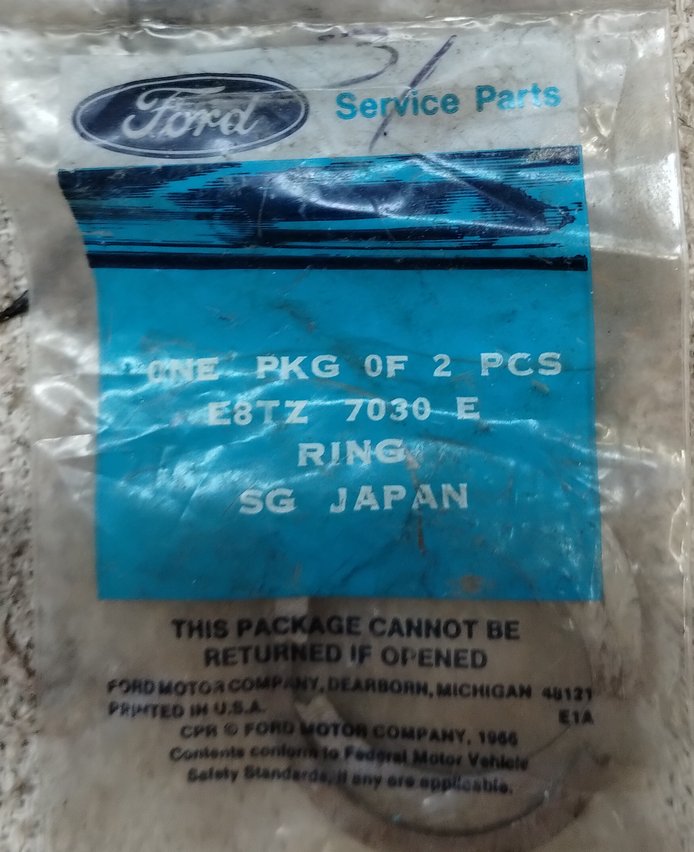 Ford Service Parts
ONE PKG OF 2 PCS
E8TZ 7030 E
RING
SG JAPAN
THIS PACKAGE CANNOT BE
RETURNED IF OPENED
FORD MOTOR COMPANY, DEARBORN, MICHIGAN 48121
PRINTED IN U.S.A. E1A
CPR © FORD MOTOR COMPANY, 1966
Contents conform to Federal Motor Vehicle
Safety Standards, if any are applicable.